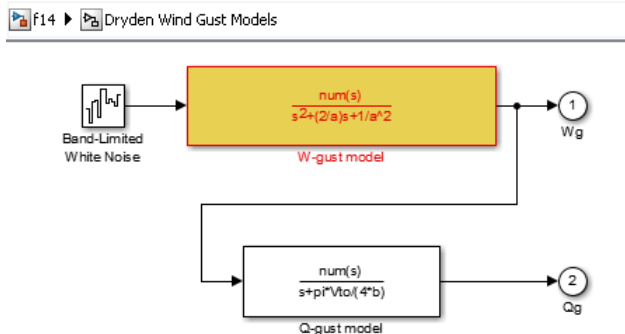 f14 Dryden Wind Gust Models
num(s)
s2+(2/a)s+1/a^2
Band-Limited
White Noise
W-gust model
1
Wg
num(s)
s+pi*Vto/(4*b)
Q-gust model
2
Qg